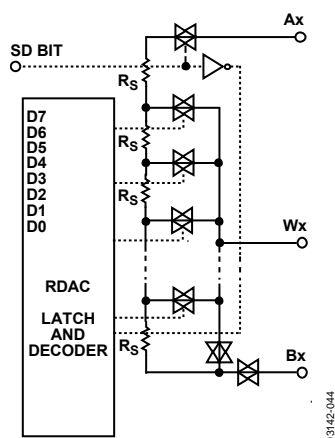 Ax
SD BIT
RS
D7
D6
RS
D5
D4
D3
RS
D2
D1
D0
Wx
RDAC
LATCH
AND
DECODER
RS
Bx
3142-044